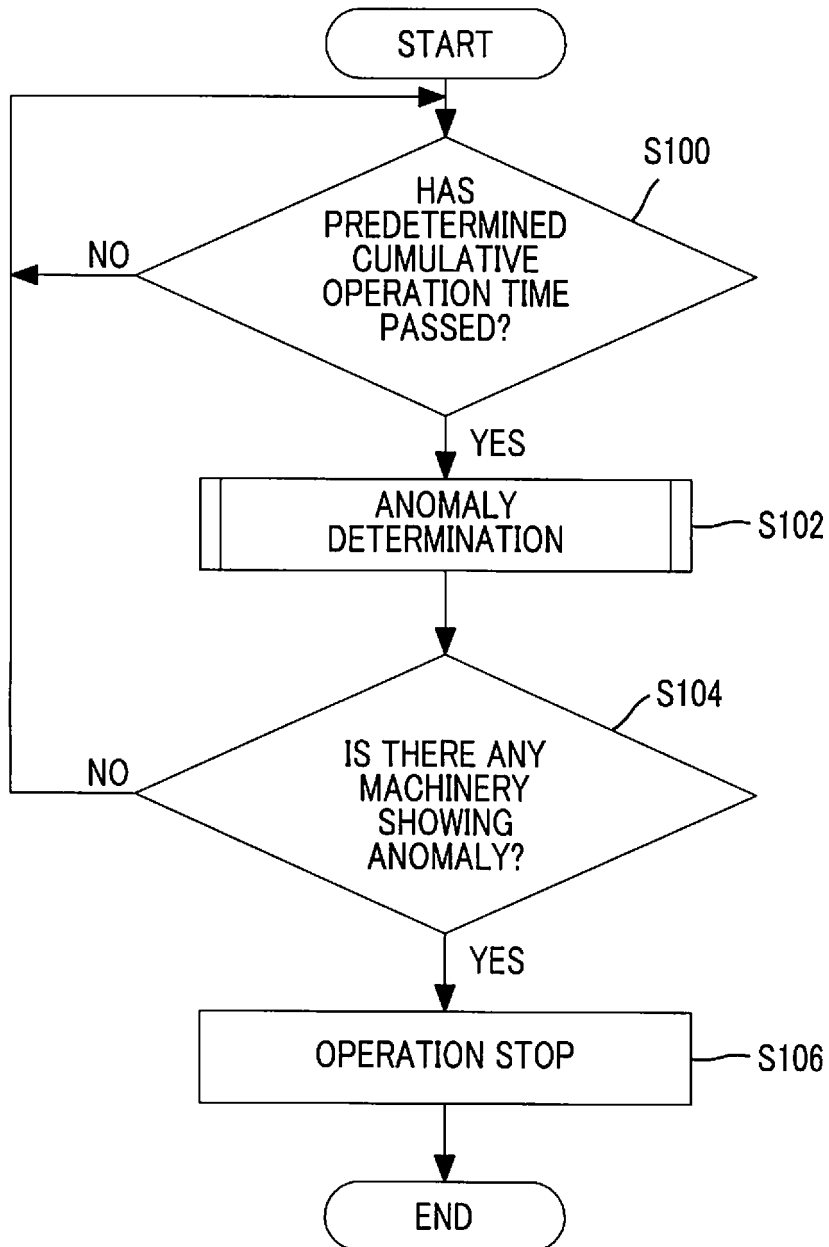 START
S100
HAS
PREDETERMINED
CUMULATIVE
OPERATION TIME
PASSED?
NO
YES
ANOMALY
DETERMINATION
S102
S104
IS THERE ANY
MACHINERY
SHOWING
ANOMALY?
NO
YES
OPERATION STOP
S106
END